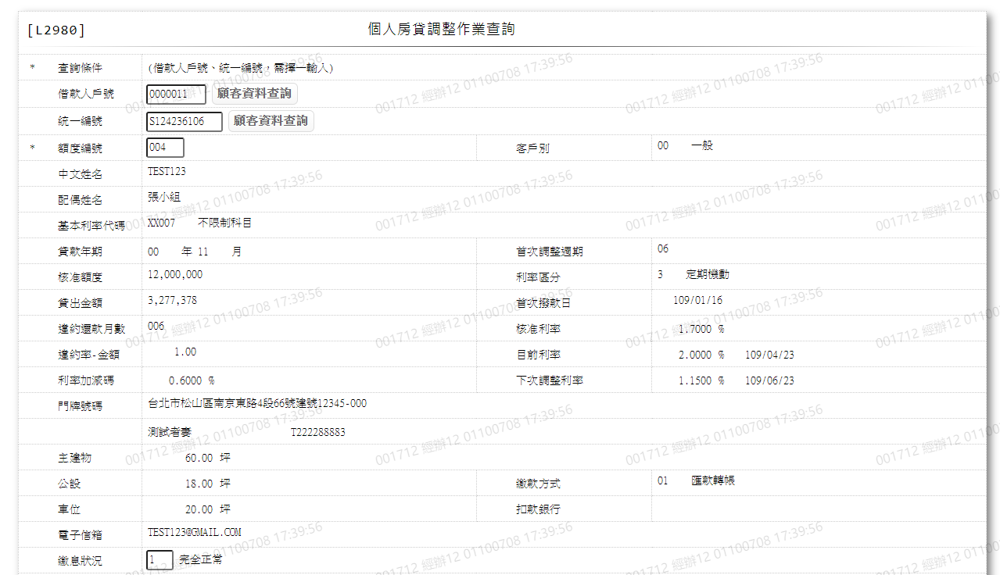 [L2980] 個人房貸調整作業查詢
* 查詢條件 (借款人戶號、統一編號，需擇一輸入)
借款人戶號 0000011 顧客資料查詢
統一編號 S124236106 顧客資料查詢
* 額度編號 004 客戶別 00 一般
中文姓名 TEST123
配偶姓名 張小組
基本利率代碼 XX007 不限制科目
貸款年期 00 年 11 月 首次調整週期 06
核准額度 12,000,000 利率區分 3 定期機動
貸出金額 3,277,378 首次撥款日 109/01/16
違約還款月數 006 核准利率 1.7000 %
違約率-金額 1.00 目前利率 2.0000 % 109/04/23
利率加減碼 0.6000 % 下次調整利率 1.1500 % 109/06/23
門牌號碼 台北市松山區南京東路4段66號建號12345-000
測試者妻 T222288883
主建物 60.00 坪
公設 18.00 坪 繳款方式 01 匯款轉帳
車位 20.00 坪 扣款銀行
電子信箱 TEST123@GMAIL.COM
繳息狀況 1 完全正常
001712 經辦12 01100708 17:39:56